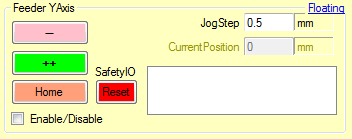 Feeder YAxis
Floating
---
JogStep 0.5 mm
++
CurrentPosition 0 mm
SafetyIO
Home Reset
Enable/Disable